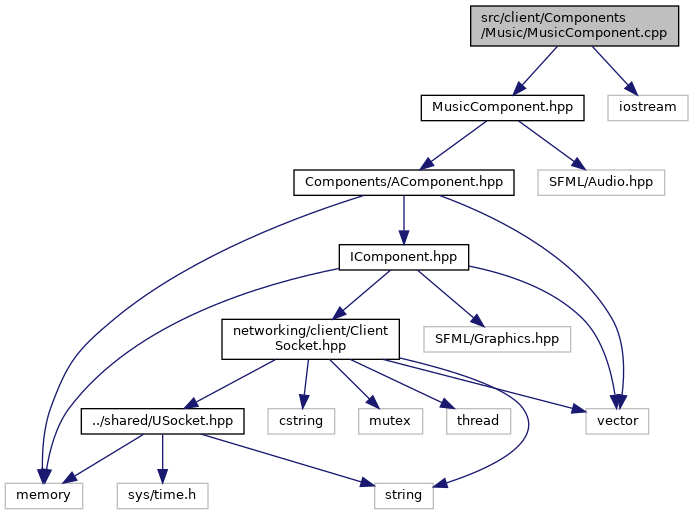 src/client/Components
/Music/MusicComponent.cpp
MusicComponent.hpp
iostream
Components/AComponent.hpp
SFML/Audio.hpp
IComponent.hpp
networking/client/Client
Socket.hpp
SFML/Graphics.hpp
../shared/USocket.hpp
cstring
mutex
thread
vector
memory
sys/time.h
string